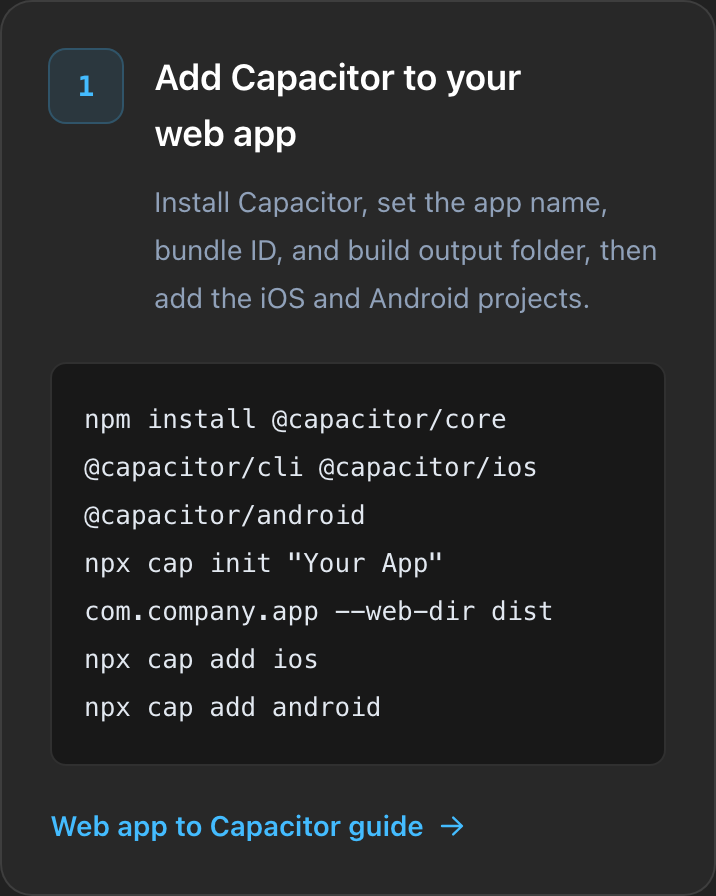 1
Add Capacitor to your
web app
Install Capacitor, set the app name,
bundle ID, and build output folder, then
add the iOS and Android projects.
npm install @capacitor/core
@capacitor/cli @capacitor/ios
@capacitor/android
npx cap init "Your App"
com.company.app --web-dir dist
npx cap add ios
npx cap add android
Web app to Capacitor guide →